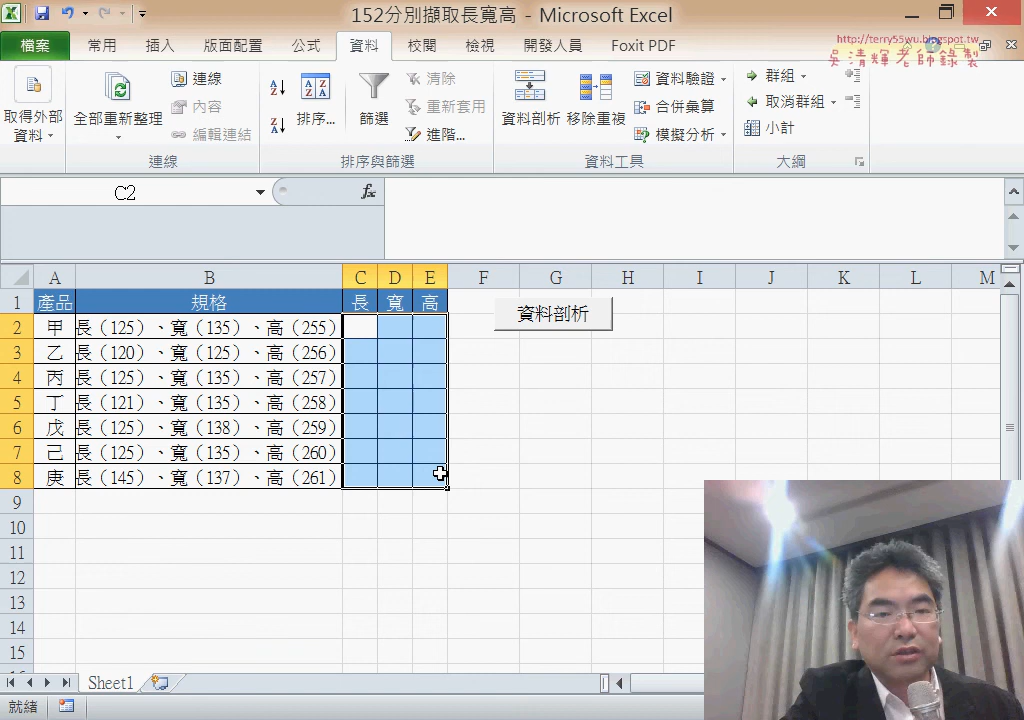 152分別擷取長寬高 - Microsoft Excel
檔案 常用 插入 版面配置 公式 資料 校閱 檢視 開發人員 Foxit PDF
http://terry55wu.blogspot.tw
吳清輝老師錄製
取得外部資料
全部重新整理
連線
內容
編輯連結
連線
排序...
篩選
清除
重新套用
進階...
排序與篩選
資料剖析
移除重複
資料驗證
合併彙算
模擬分析
資料工具
群組
取消群組
小計
大綱
C2
fx
A B C D E F G H I J K L M
1 產品 規格 長 寬 高
資料剖析
2 甲 長（125）、寬（135）、高（255）
3 乙 長（120）、寬（125）、高（256）
4 丙 長（125）、寬（135）、高（257）
5 丁 長（121）、寬（135）、高（258）
6 戊 長（125）、寬（138）、高（259）
7 己 長（125）、寬（135）、高（260）
8 庚 長（145）、寬（137）、高（261）
9
10
11
12
13
14
15
Sheet1
就緒